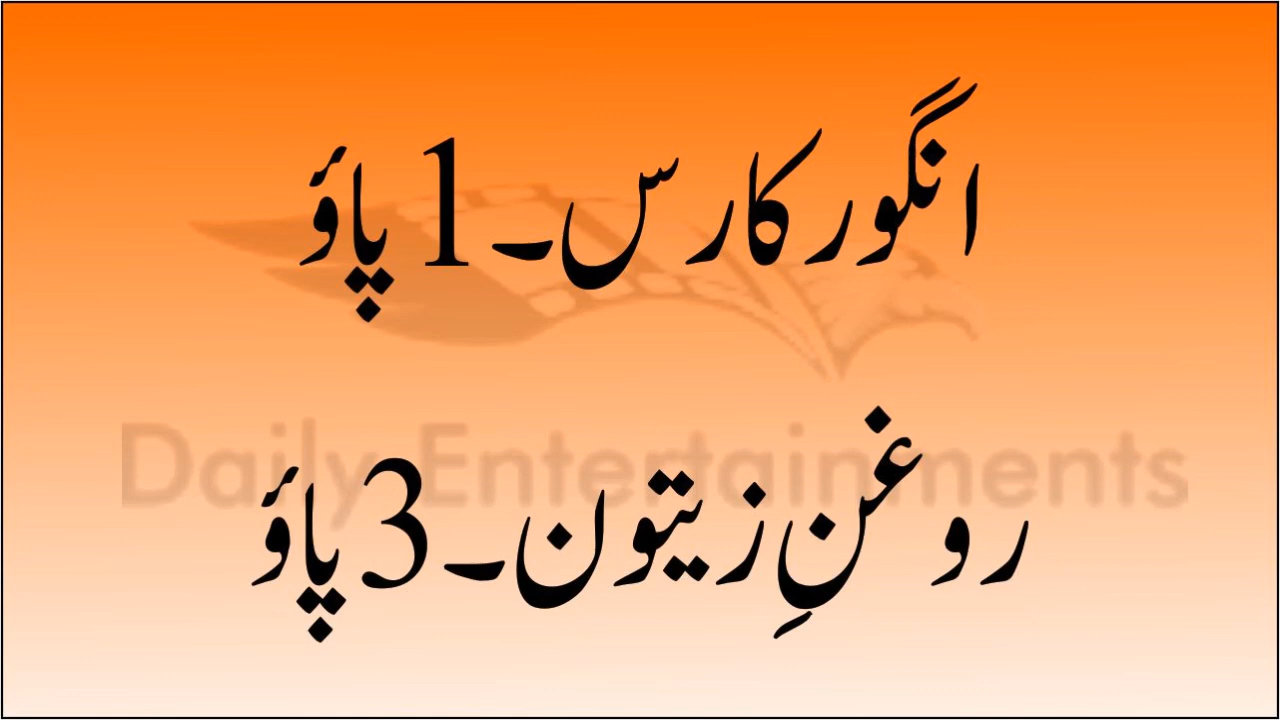 انگور کا رس۔ 1 پاؤ
Daily Entertainments
روغنِ زیتون۔ 3 پاؤ